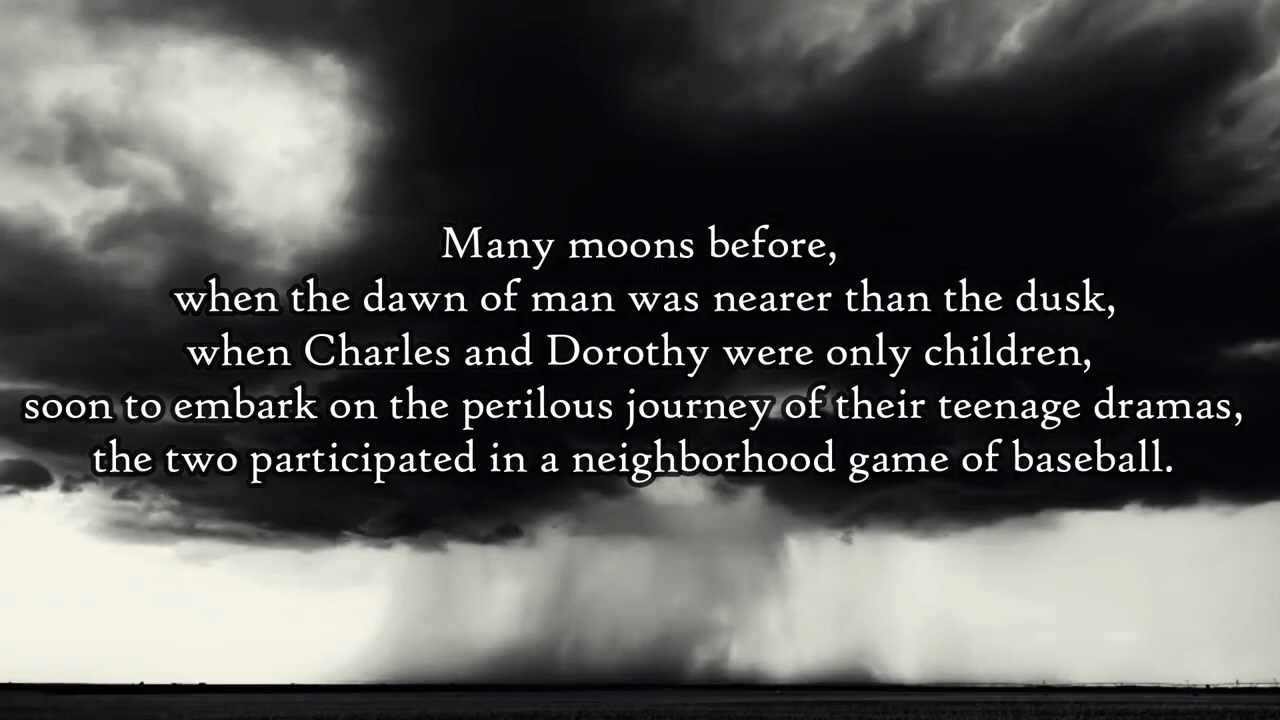 Many moons before,
when the dawn of man was nearer than the dusk,
when Charles and Dorothy were only children,
soon to embark on the perilous journey of their teenage dramas,
the two participated in a neighborhood game of baseball.